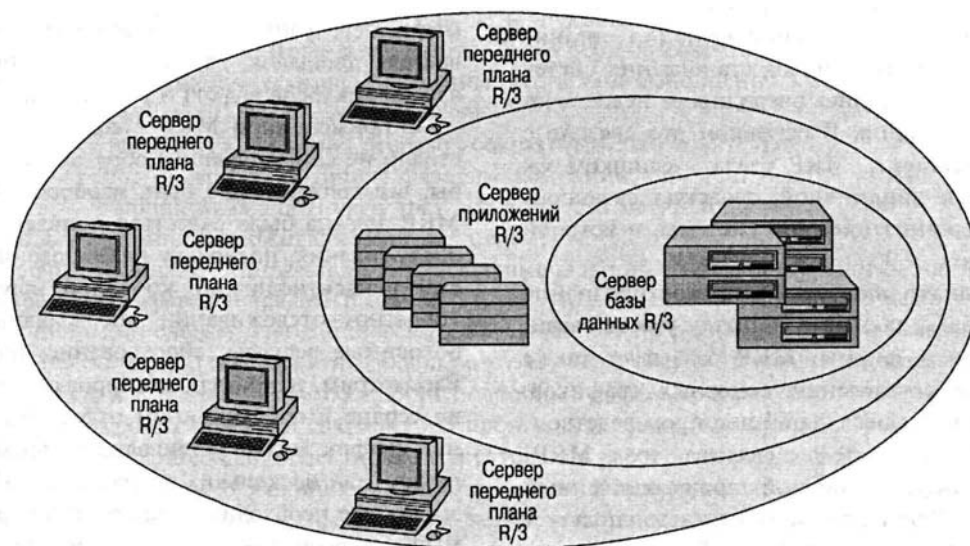 Сервер
переднего
плана
R/3
Сервер
переднего
плана
R/3
Сервер
переднего
плана
R/3
Сервер
приложений
R/3
Сервер
базы
данных R/3
Сервер
переднего
плана
R/3
Сервер
переднего
плана
R/3